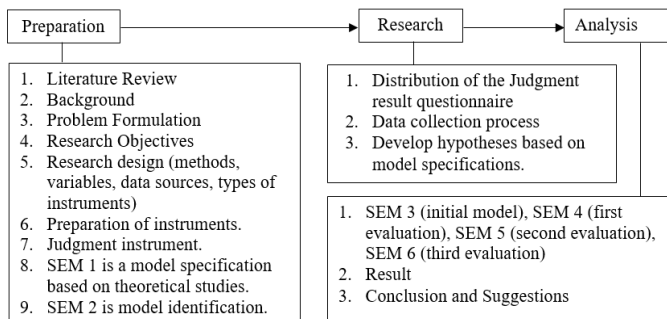 Preparation
Research
Analysis
1. Literature Review
2. Background
3. Problem Formulation
4. Research Objectives
5. Research design (methods,
variables, data sources, types of
instruments)
6. Preparation of instruments.
7. Judgment instrument.
8. SEM 1 is a model specification
based on theoretical studies.
9. SEM 2 is model identification.
1. Distribution of the Judgment
result questionnaire
2. Data collection process
3. Develop hypotheses based on
model specifications.
1. SEM 3 (initial model), SEM 4 (first
evaluation), SEM 5 (second evaluation),
SEM 6 (third evaluation)
2. Result
3. Conclusion and Suggestions